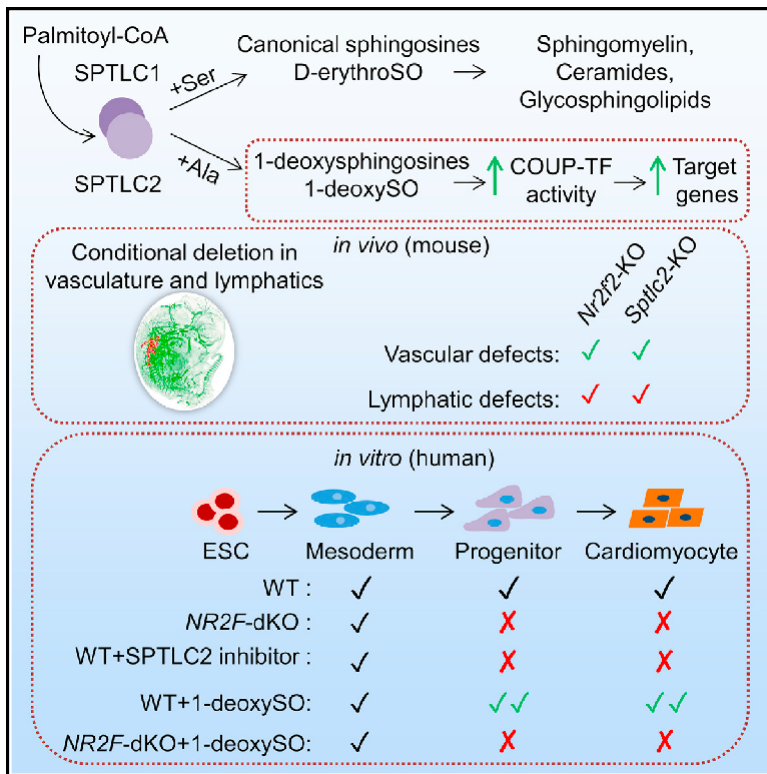 Palmitoyl-CoA
SPTLC1
SPTLC2
+Ser
+Ala
Canonical sphingosines
D-erythroSO
Sphingomyelin,
Ceramides,
Glycosphingolipids
1-deoxysphingosines
1-deoxySO
COUP-TF
activity
Target
genes
in vivo (mouse)
Conditional deletion in
vasculature and lymphatics
Nr2f2-KO
Sptlc2-KO
Vascular defects: ✓ ✓
Lymphatic defects: ✓ ✓
in vitro (human)
ESC Mesoderm Progenitor Cardiomyocyte
WT : ✓ ✓ ✓
NR2F-dKO : ✓ ✗ ✗
WT+SPTLC2 inhibitor : ✓ ✗ ✗
WT+1-deoxySO: ✓ ✓✓ ✓✓
NR2F-dKO+1-deoxySO: ✓ ✗ ✗